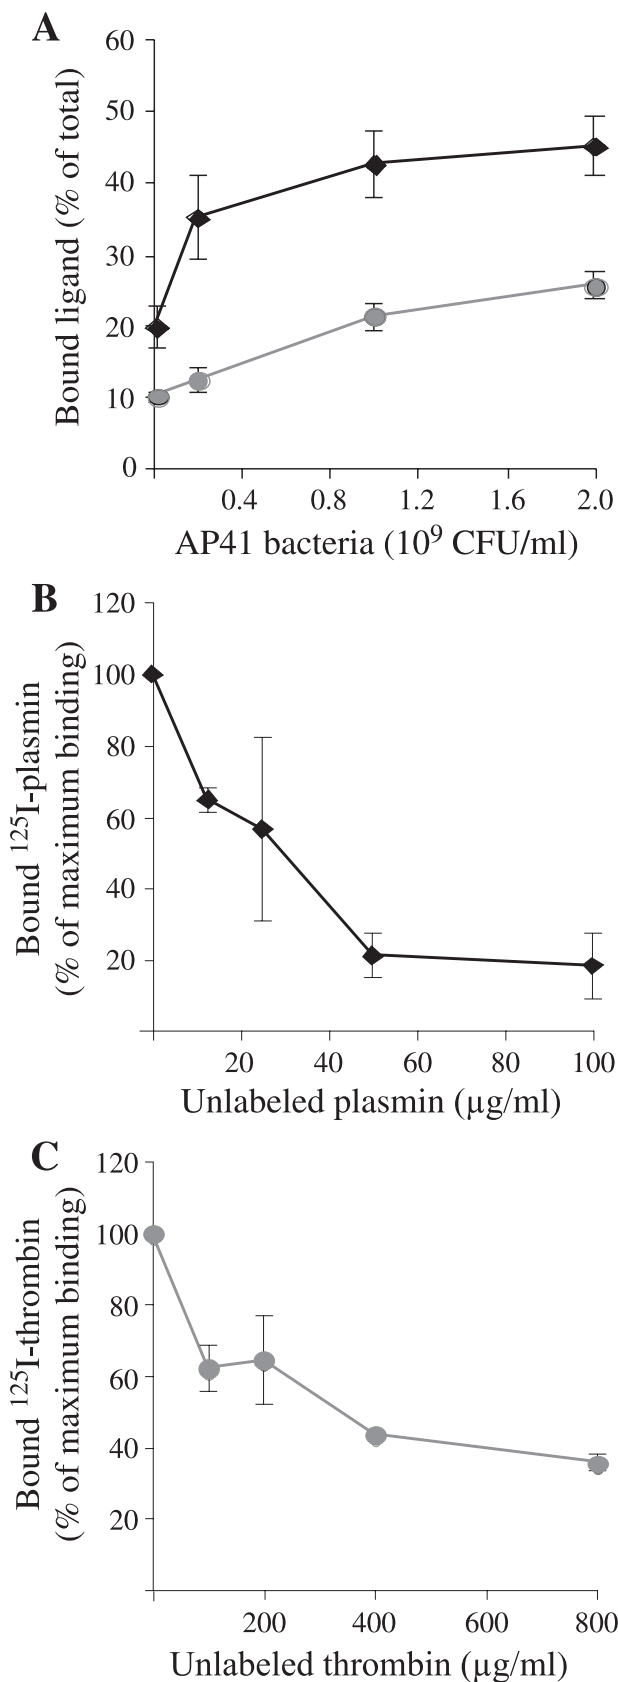 A
60
50
40
30
20
10
0
Bound ligand (% of total)
0.4 0.8 1.2 1.6 2.0
AP41 bacteria (10⁹ CFU/ml)
B
120
100
80
60
40
20
Bound ¹²⁵I-plasmin
(% of maximum binding)
20 40 60 80 100
Unlabeled plasmin (µg/ml)
C
120
100
80
60
40
20
Bound ¹²⁵I-thrombin
(% of maximum binding)
200 400 600 800
Unlabeled thrombin (µg/ml)